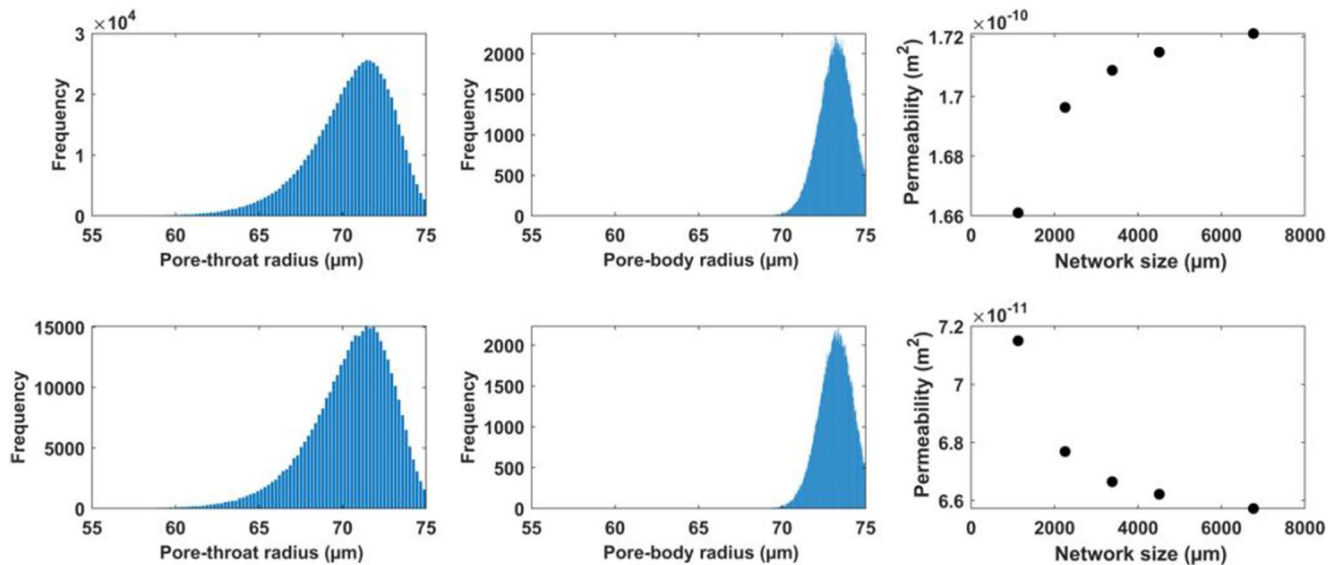 ×10^4
3
2
1
0
Frequency
55 60 65 70 75
Pore-throat radius (µm)
2000
1500
1000
500
0
Frequency
55 60 65 70 75
Pore-body radius (µm)
×10^-10
1.72
1.7
1.68
1.66
Permeability (m^2)
0 2000 4000 6000 8000
Network size (µm)
15000
10000
5000
0
Frequency
55 60 65 70 75
Pore-throat radius (µm)
2000
1500
1000
500
0
Frequency
55 60 65 70 75
Pore-body radius (µm)
×10^-11
7.2
7
6.8
6.6
Permeability (m^2)
0 2000 4000 6000 8000
Network size (µm)